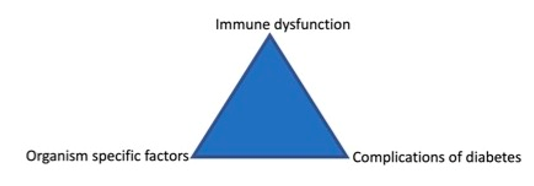 Immune dysfunction
Organism specific factors
Complications of diabetes